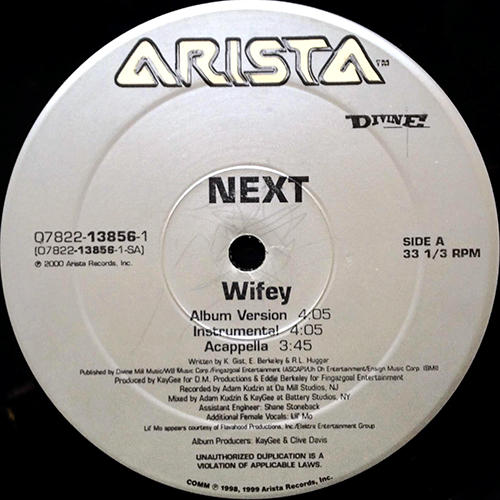 ARISTA™
DIVINE
NEXT
07822-13856-1
[07822-13856-1-SA]
℗ 2000 Arista Records, Inc.
SIDE A
33 1/3 RPM
Wifey
Album Version 4:05
Instrumental 4:05
Acappella 3:45
Written by K. Gist, E. Berkeley & R.L. Huggar
Published by Divine Mill Music/WB Music Corp./Fingazgoal Entertainment (ASCAP)/Uh Oh Entertainment/Ensign Music Corp. (BMI)
Produced by KayGee for D.M. Productions & Eddie Berkeley for Fingazgoal Entertainment
Recorded by Adam Kudzin at Da Mill Studios, NJ
Mixed by Adam Kudzin & KayGee at Battery Studios, NY
Assistant Engineer: Shane Stoneback
Additional Female Vocals: Lil' Mo
Lil' Mo appears courtesy of Flavahood Productions, Inc./Elektra Entertainment Group
Album Producers: KayGee & Clive Davis
UNAUTHORIZED DUPLICATION IS A
VIOLATION OF APPLICABLE LAWS.
COMM ℗ 1998, 1999 Arista Records, Inc.